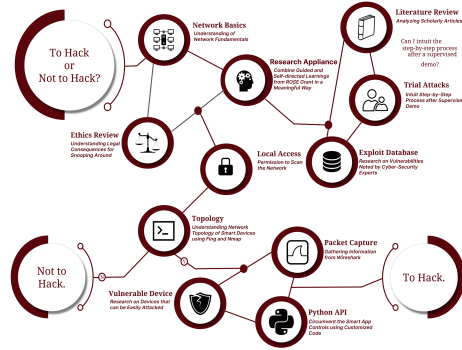 To Hack
or
Not to Hack?
Network Basics
Understanding of
Network Fundamentals
Research Appliance
Combine Guided and
Self-directed Learnings
from ROSE Grant in a
Meaningful Way
Literature Review
Analyzing Scholarly Articles
Can I intuit the
step-by-step process
after a supervised
demo?
Trial Attacks
Intuit Step-by-Step
Process after Supervised
Demo
Ethics Review
Understanding Legal
Consequences for
Snooping Around
Local Access
Permission to Scan
the Network
Exploit Database
Research on Vulnerabilities
Noted by Cyber-Security
Experts
Topology
Understanding Network
Topology of Smart Devices
using Fing and Nmap
Packet Capture
Gathering Information
from Wireshark
Not to
Hack.
To Hack.
Vulnerable Device
Research on Devices that
can be Easily Attacked
Python API
Circumvent the Smart App
Controls using Customized
Code